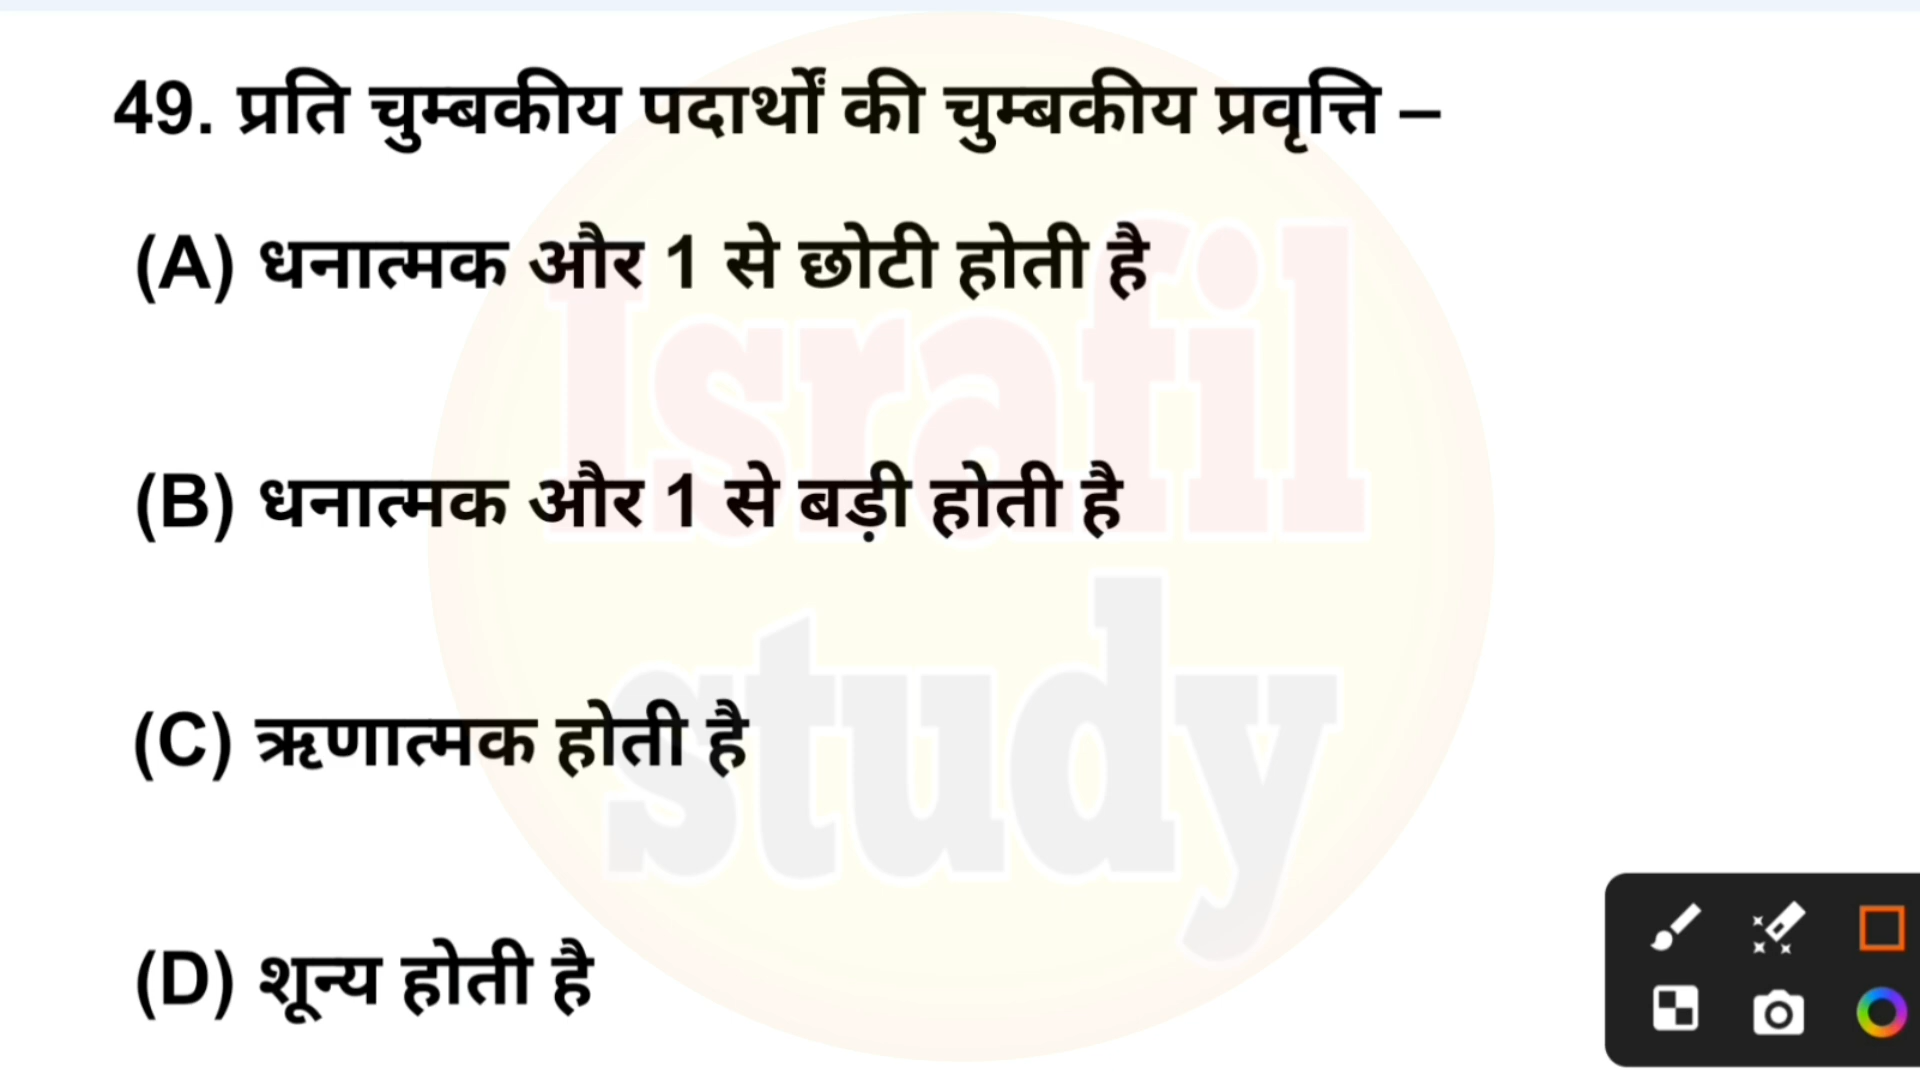 49. प्रति चुम्बकीय पदार्थों की चुम्बकीय प्रवृत्ति –
(A) धनात्मक और 1 से छोटी होती है
(B) धनात्मक और 1 से बड़ी होती है
(C) ऋणात्मक होती है
(D) शून्य होती है
Israfil
study